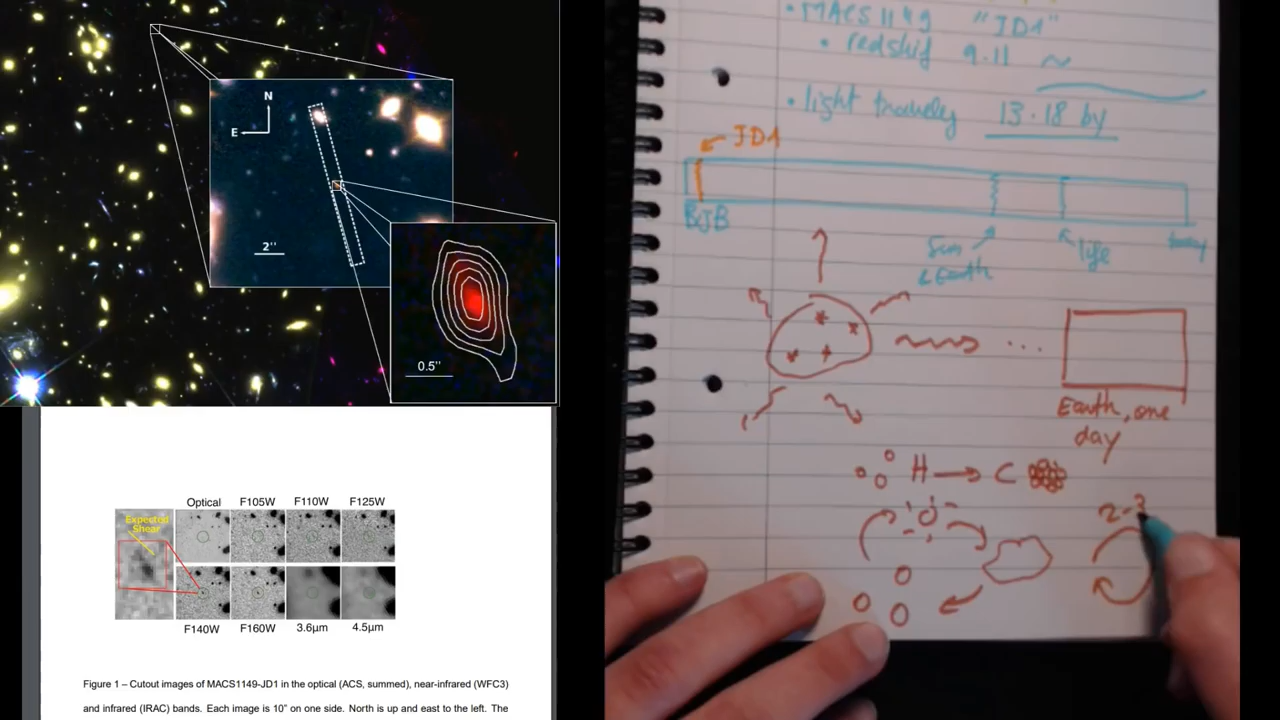 N
E
2''
0.5''
Expected
Shear
Optical F105W F110W F125W
F140W F160W 3.6μm 4.5μm
Figure 1 – Cutout images of MACS1149-JD1 in the optical (ACS, summed), near-infrared (WFC3)
and infrared (IRAC) bands. Each image is 10" on one side. North is up and east to the left. The
• MACS 1149 "JD1"
• redshif 9.11 ~
• light travely 13.18 by
JD1
BJB
Sun
& Earth
life
today
Earth, one
day
H → C
2-3